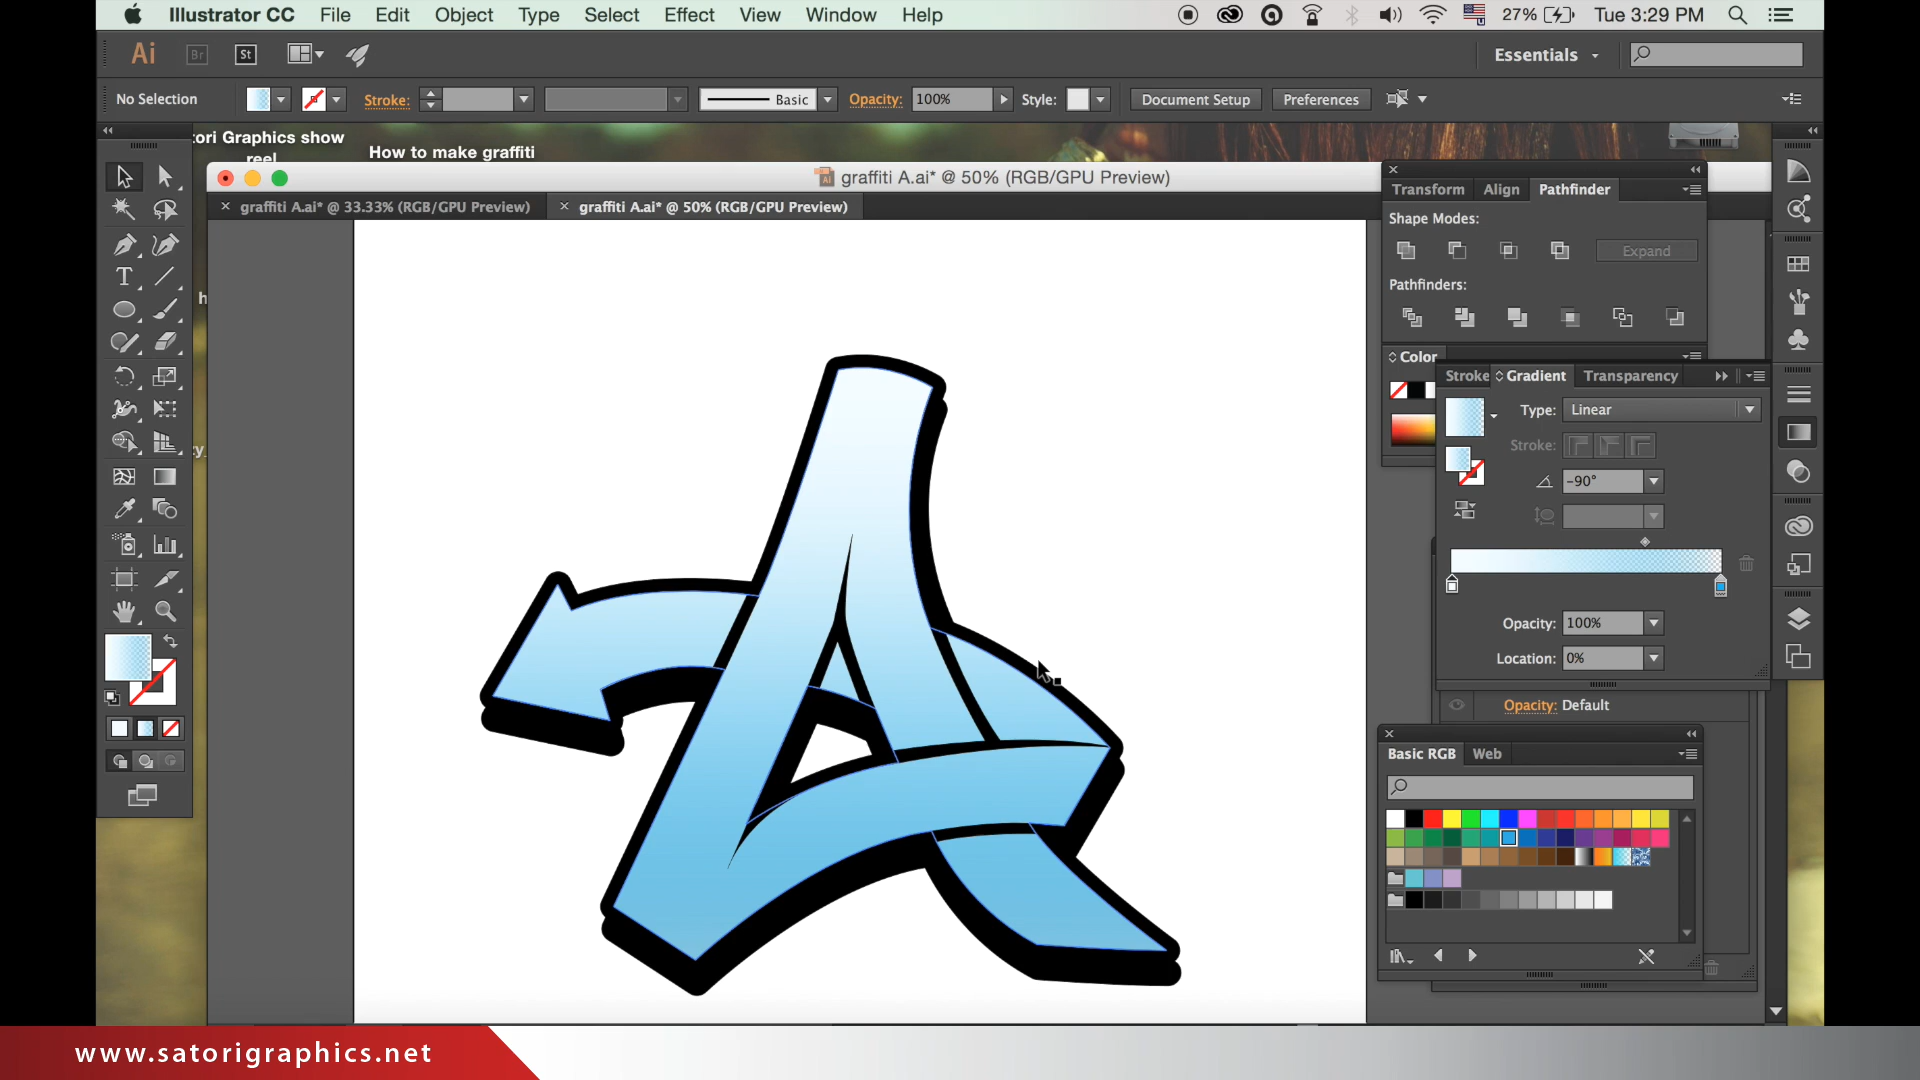 Illustrator CC File Edit Object Type Select Effect View Window Help 27% Tue 3:29 PM
Ai Br St Essentials
No Selection Stroke: Basic Opacity: 100% Style: Document Setup Preferences
tori Graphics show
reel
How to make graffiti
graffiti A.ai* @ 50% (RGB/GPU Preview)
graffiti A.ai* @ 33.33% (RGB/GPU Preview) graffiti A.ai* @ 50% (RGB/GPU Preview)
Transform Align Pathfinder
Shape Modes:
Expand
Pathfinders:
Color
Stroke Gradient Transparency
Type: Linear
Stroke:
-90°
Opacity: 100%
Location: 0%
Opacity: Default
Basic RGB Web
A
www.satorigraphics.net